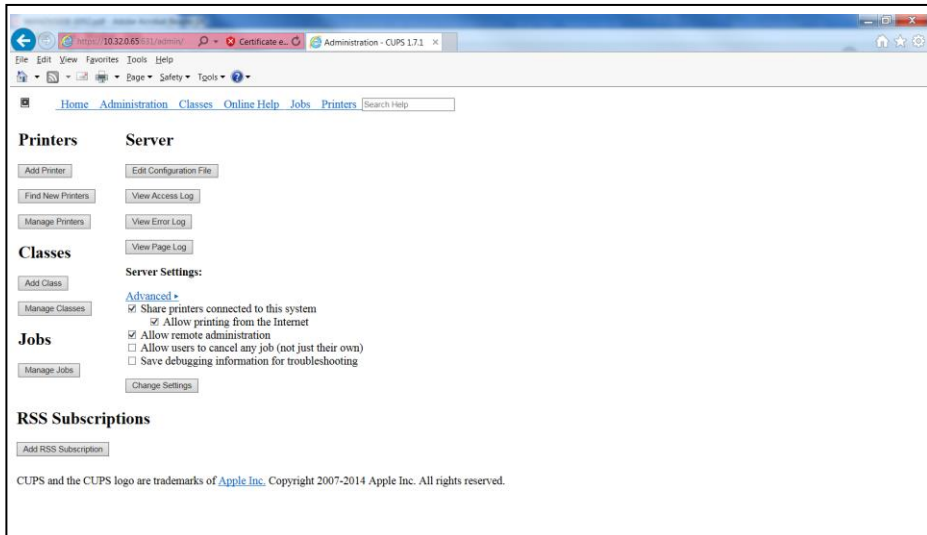 https://10.32.0.65:631/admin/ Certificate e... Administration - CUPS 1.7.1
File Edit View Favorites Tools Help
Page Safety Tools
Home Administration Classes Online Help Jobs Printers Search Help
Printers
Add Printer
Find New Printers
Manage Printers
Classes
Add Class
Manage Classes
Jobs
Manage Jobs
Server
Edit Configuration File
View Access Log
View Error Log
View Page Log
Server Settings:
Advanced ▸
Share printers connected to this system
Allow printing from the Internet
Allow remote administration
Allow users to cancel any job (not just their own)
Save debugging information for troubleshooting
Change Settings
RSS Subscriptions
Add RSS Subscription
CUPS and the CUPS logo are trademarks of Apple Inc. Copyright 2007-2014 Apple Inc. All rights reserved.